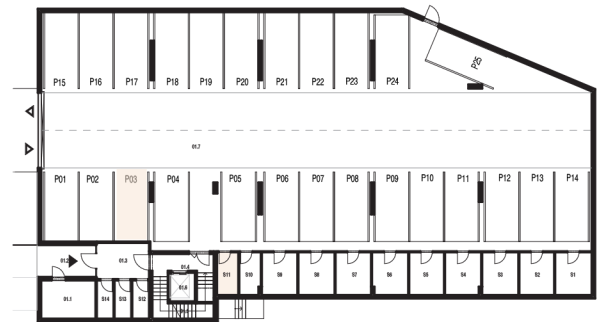 P15 P16 P17 P18 P19 P20 P21 P22 P23 P24 P25
01.7
P01 P02 P03 P04 P05 P06 P07 P08 P09 P10 P11 P12 P13 P14
01.2 01.3 01.4 S11 S10 S9 S8 S7 S6 S5 S4 S3 S2 S1
01.6
01.1 S14 S13 S12